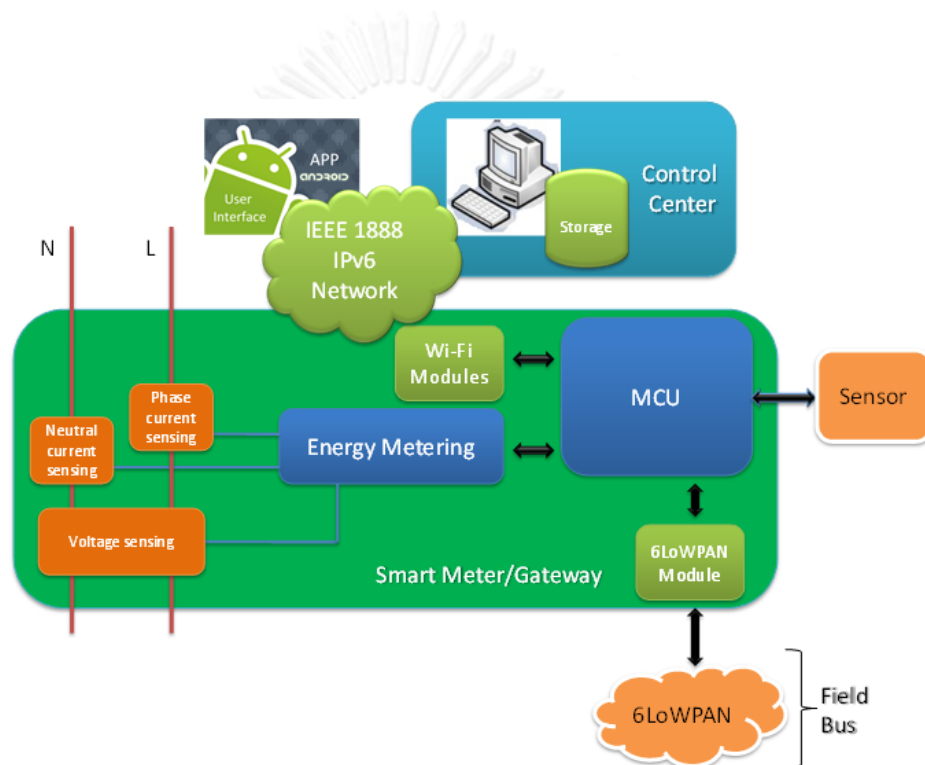 APP
ANDROID
User
Interface
Control
Center
Storage
IEEE 1888
IPv6
Network
N
L
Wi-Fi
Modules
MCU
Sensor
Phase
current
sensing
Neutral
current
sensing
Energy Metering
Voltage sensing
6LoWPAN
Module
Smart Meter/Gateway
6LoWPAN
Field
Bus